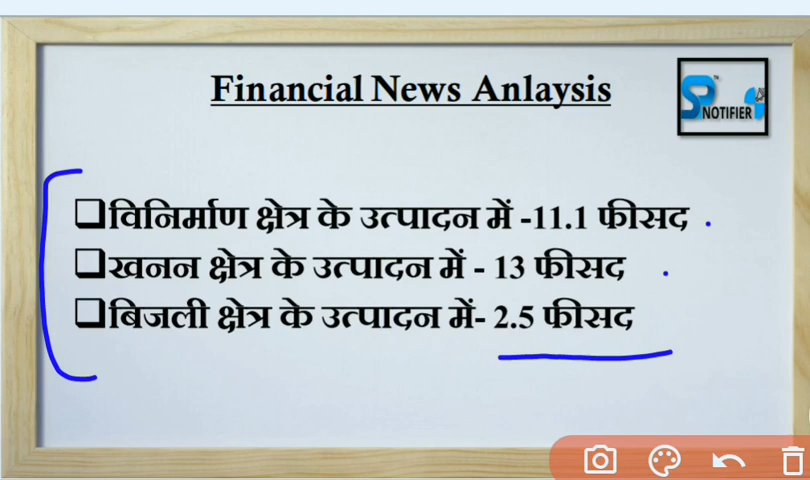 Financial News Anlaysis
SP NOTIFIER
❑विनिर्माण क्षेत्र के उत्पादन में -11.1 फीसद
❑खनन क्षेत्र के उत्पादन में - 13 फीसद
❑बिजली क्षेत्र के उत्पादन में- 2.5 फीसद